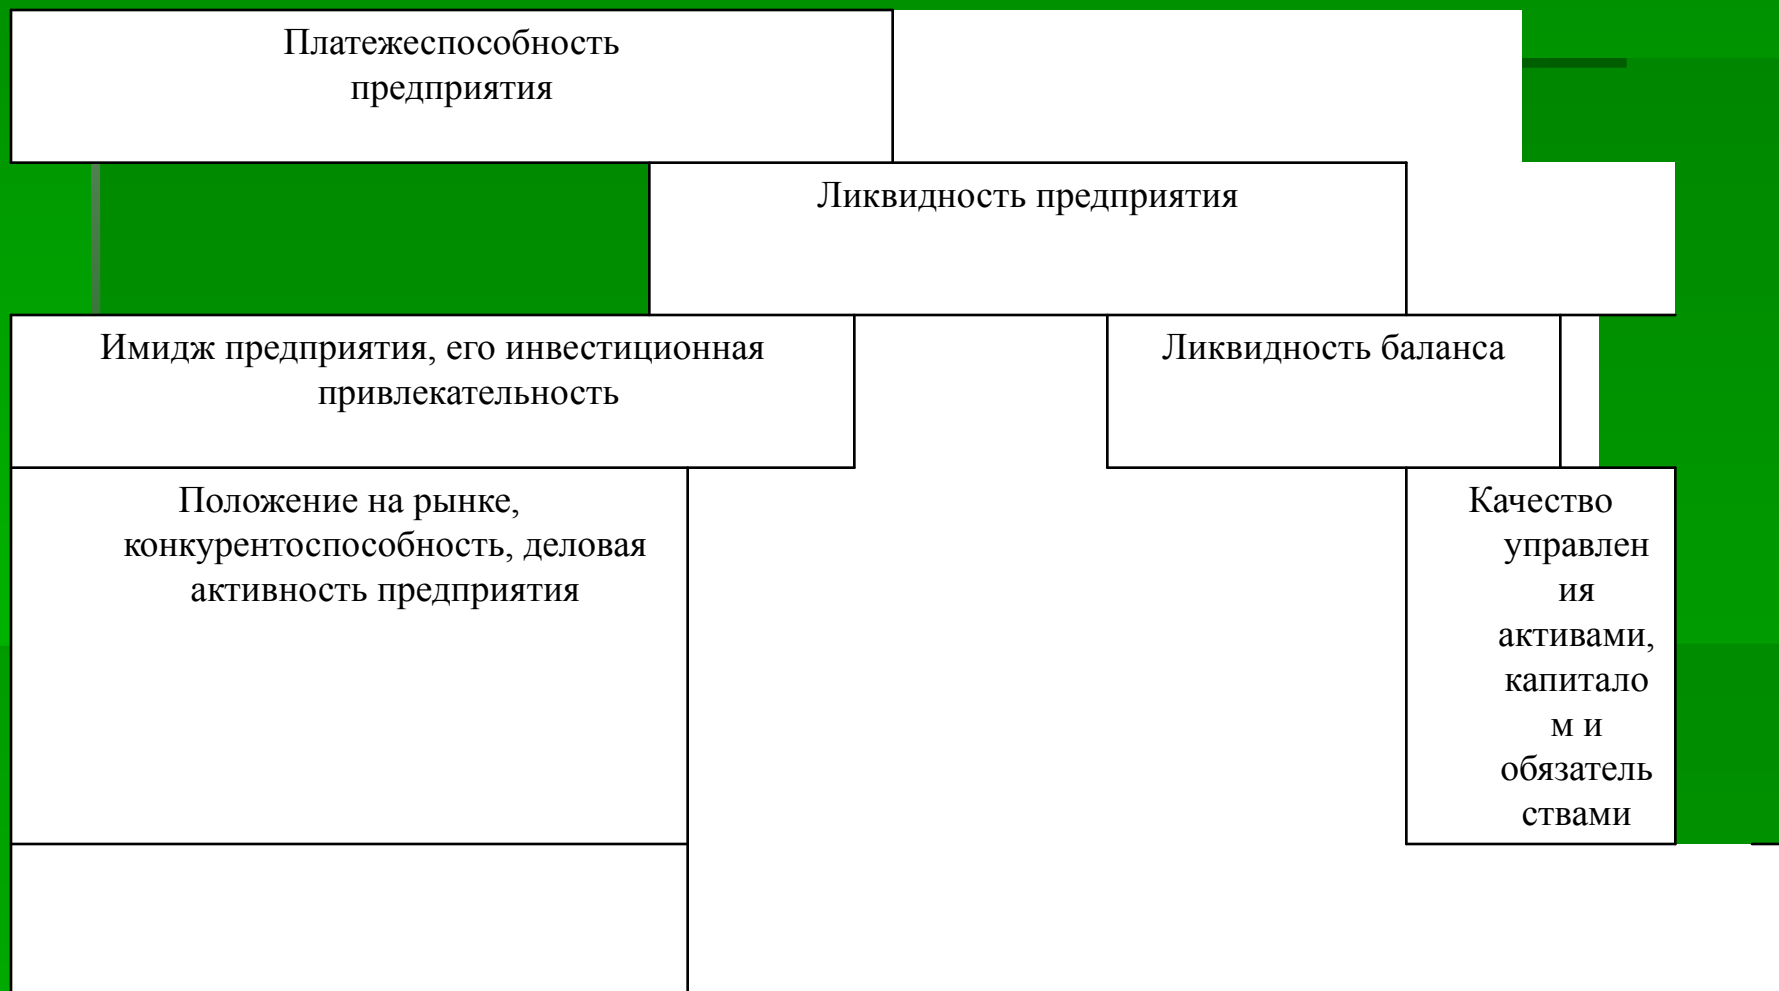 Платежеспособность
предприятия
Ликвидность предприятия
Имидж предприятия, его инвестиционная
привлекательность
Ликвидность баланса
Положение на рынке,
конкурентоспособность, деловая
активность предприятия
Качество
управлен
ия
активами,
капитало
м и
обязатель
ствами